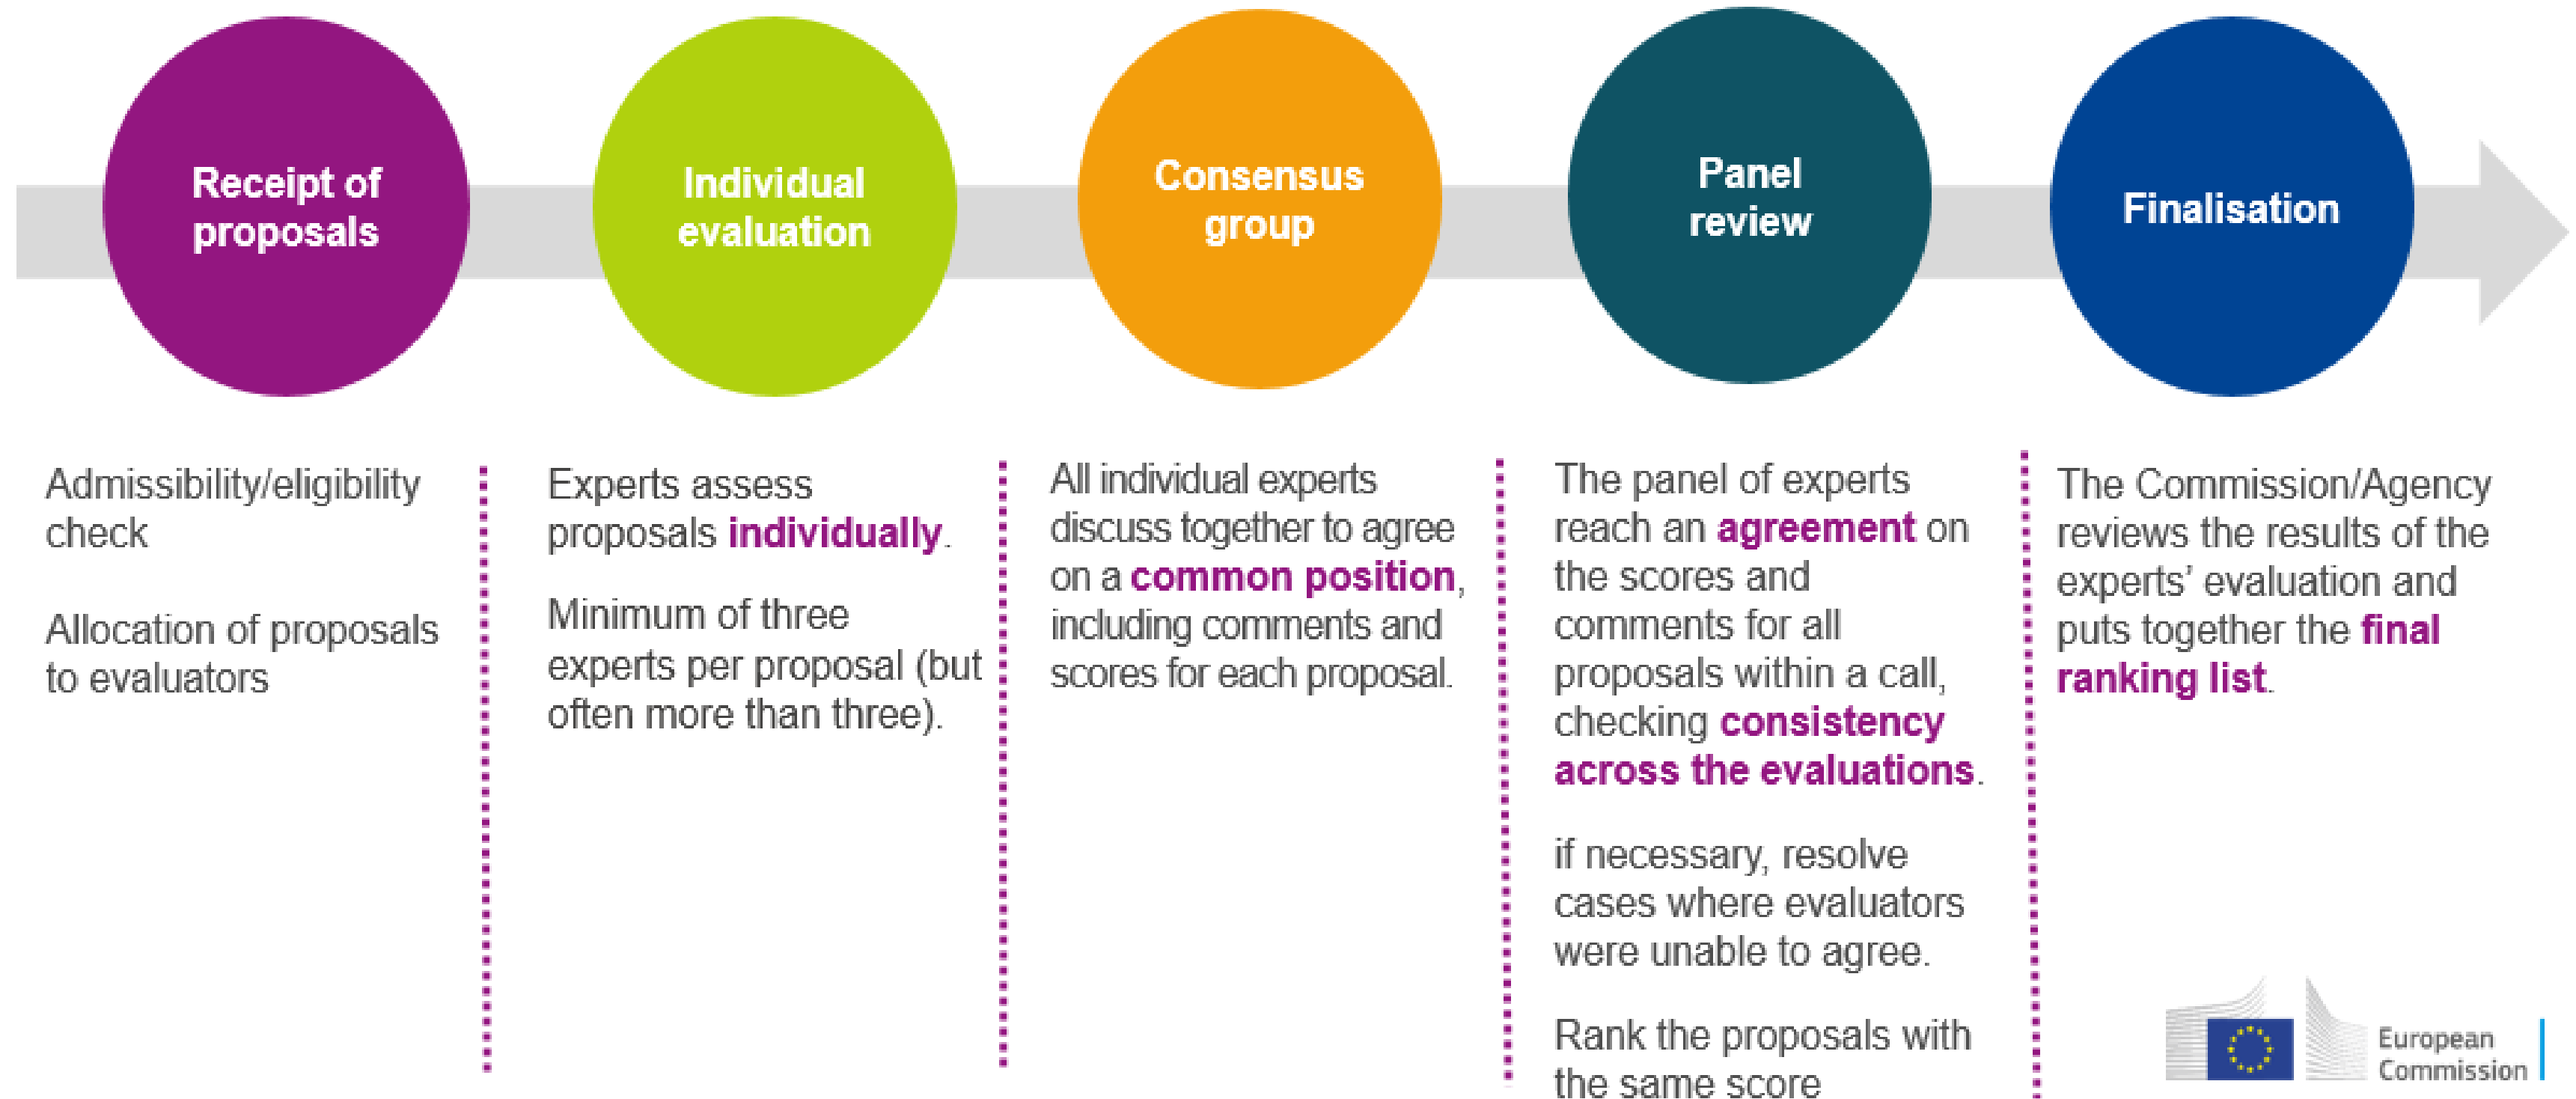 Receipt of
proposals
Individual
evaluation
Consensus
group
Panel
review
Finalisation
Admissibility/eligibility
check
Allocation of proposals
to evaluators
Experts assess
proposals individually.
Minimum of three
experts per proposal (but
often more than three).
All individual experts
discuss together to agree
on a common position,
including comments and
scores for each proposal.
The panel of experts
reach an agreement on
the scores and
comments for all
proposals within a call,
checking consistency
across the evaluations.
if necessary, resolve
cases where evaluators
were unable to agree.
Rank the proposals with
the same score
The Commission/Agency
reviews the results of the
experts’ evaluation and
puts together the final
ranking list.
European
Commission